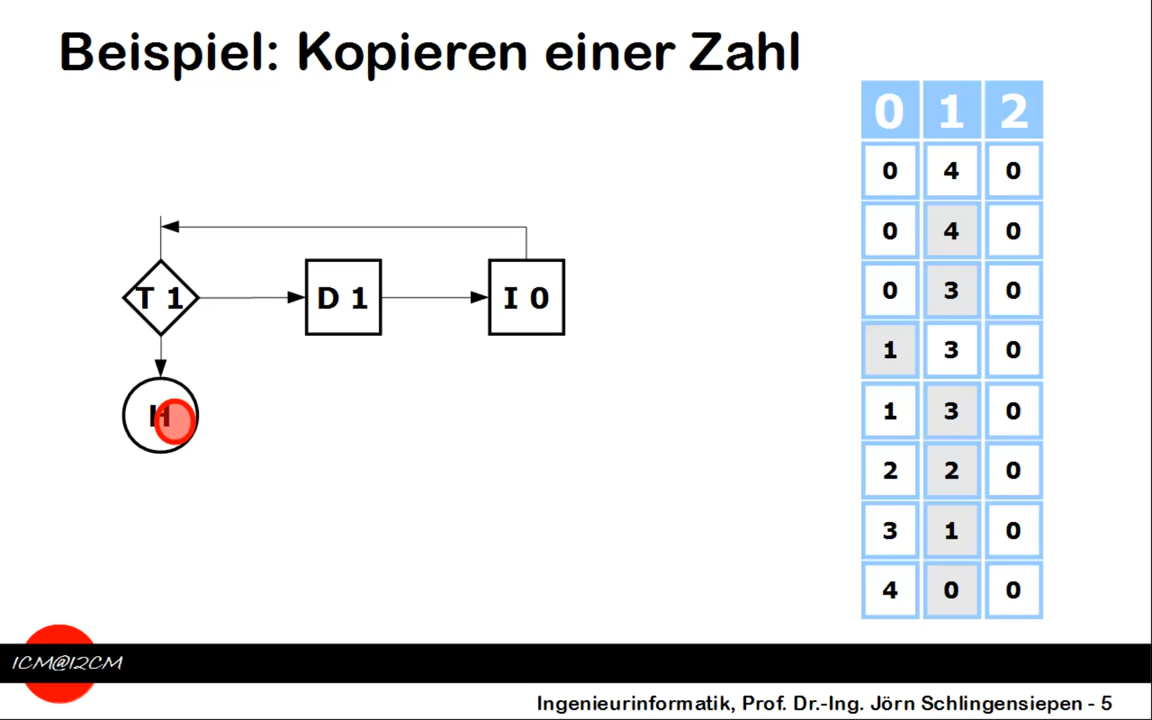 Beispiel: Kopieren einer Zahl
0 1 2
0 4 0
0 4 0
0 3 0
1 3 0
1 3 0
2 2 0
3 1 0
4 0 0
T 1 D 1 I 0
H
1CM@12CM
Ingenieurinformatik, Prof. Dr.-Ing. Jörn Schlingensiepen - 5